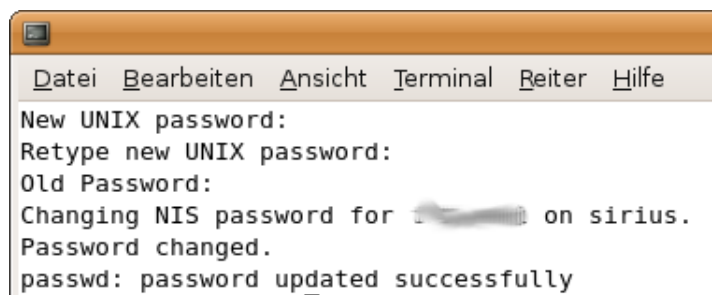 Datei Bearbeiten Ansicht Terminal Reiter Hilfe
New UNIX password:
Retype new UNIX password:
Old Password:
Changing NIS password for on sirius.
Password changed.
passwd: password updated successfully